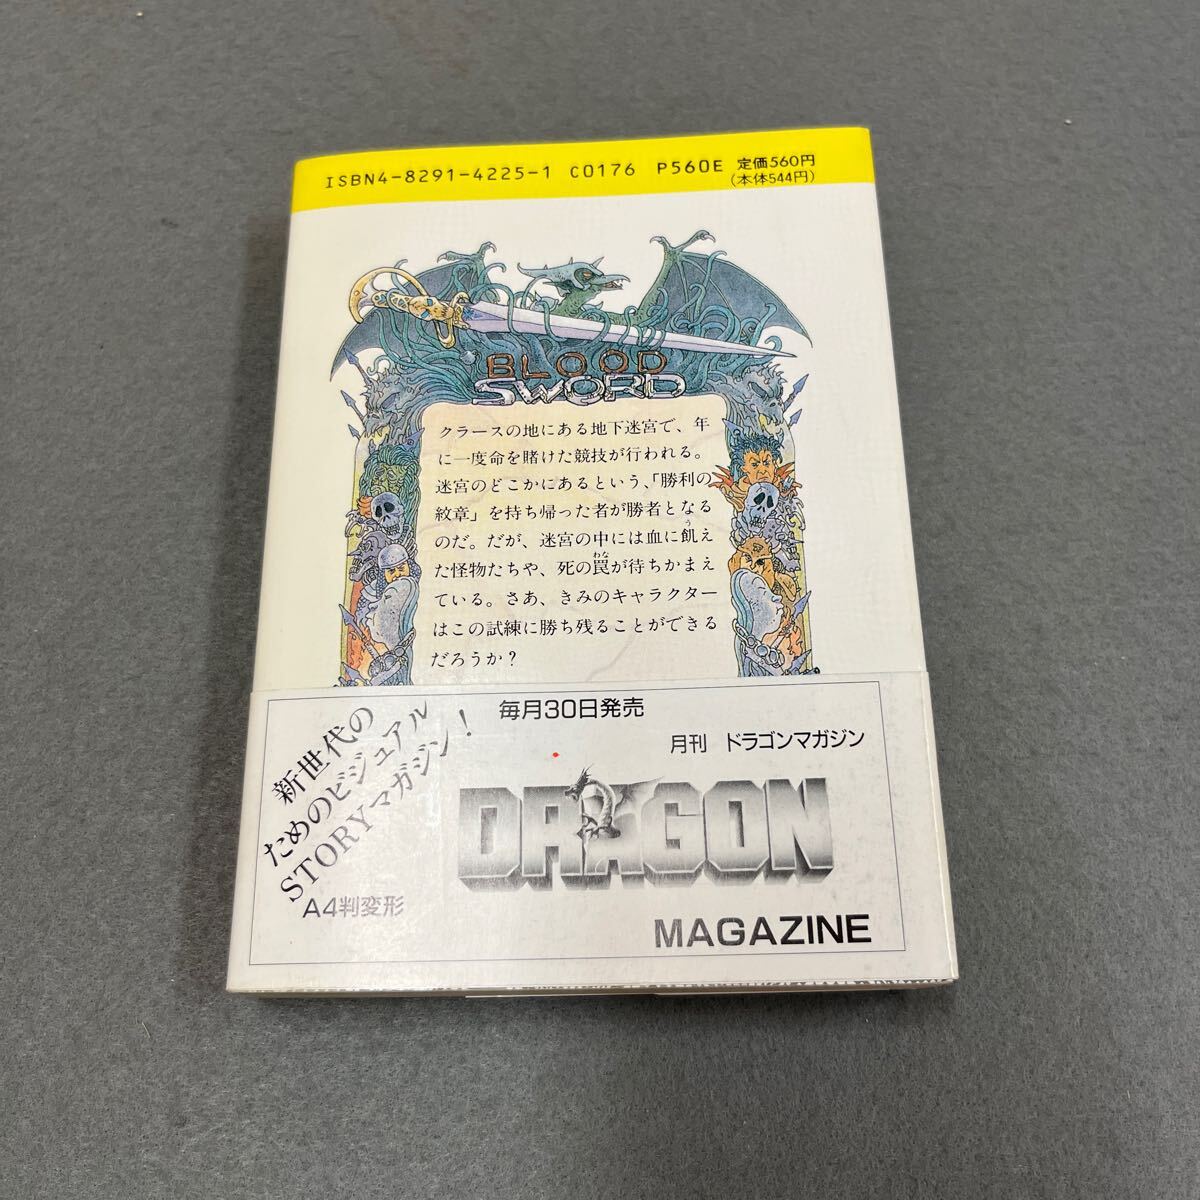 ISBN4-8291-4225-1 C0176 P560E 定価560円
(本体544円)
BLOOD
SWORD
クラースの地にある地下迷宮で、年
に一度命を賭けた競技が行われる。
迷宮のどこかにあるという、「勝利の
紋章」を持ち帰った者が勝者となる
のだ。だが、迷宮の中には血に飢え
た怪物たちや、死の罠が待ちかまえ
ている。さあ、きみのキャラクター
はこの試練に勝ち残ることができる
だろうか?
新世代の
ためのビジュアル
STORYマガジン!
A4判変形
毎月30日発売
月刊 ドラゴンマガジン
DRAGON
MAGAZINE